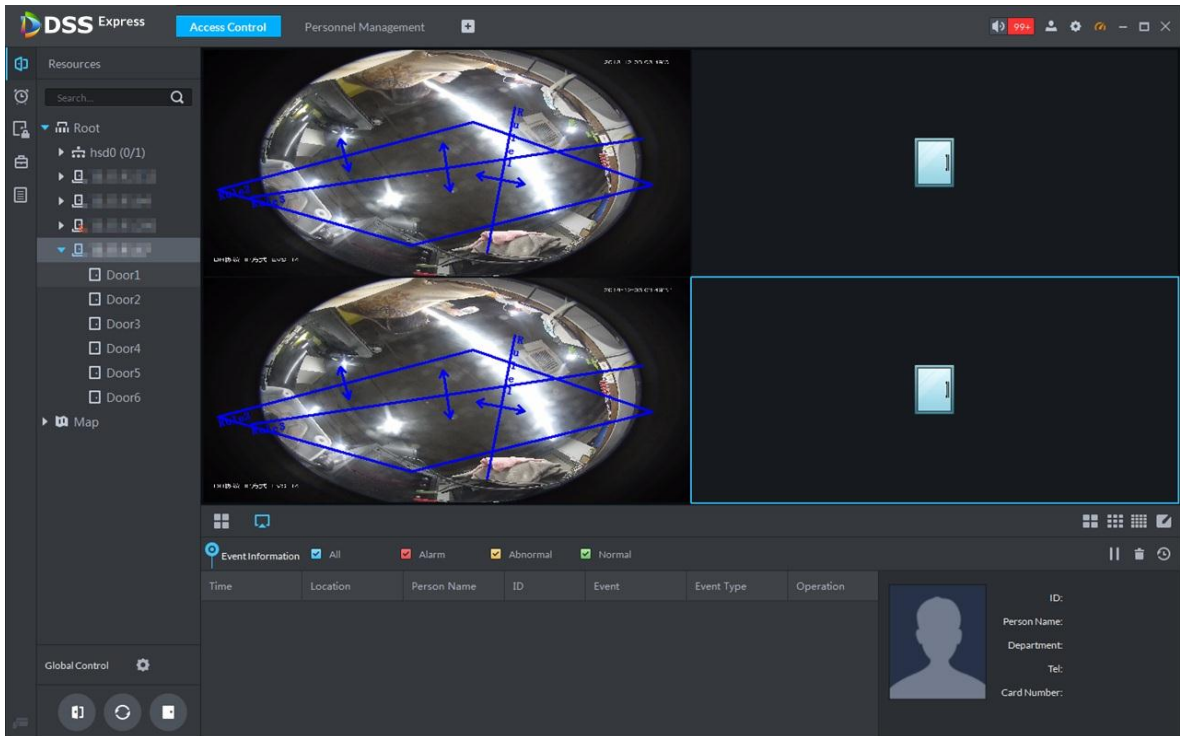 DSS Express
Access Control
Personnel Management
99+
Resources
Search...
Root
hsd0 (0/1)
Door1
Door2
Door3
Door4
Door5
Door6
Map
Global Control
Event Information
All
Alarm
Abnormal
Normal
Time
Location
Person Name
ID
Event
Event Type
Operation
ID:
Person Name:
Department:
Tel:
Card Number: